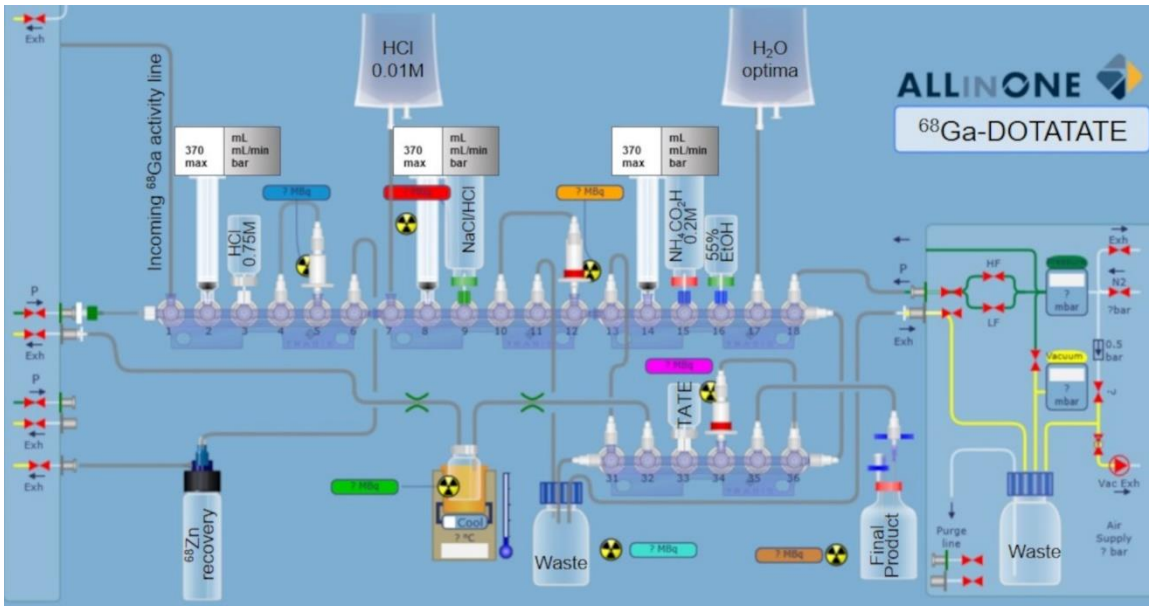 Exh
Incoming ⁶⁸Ga activity line
HCl
0.01M
H₂O
optima
ALLINONE
⁶⁸Ga-DOTATATE
370
max
mL
mL/min
bar
370
max
mL
mL/min
bar
370
max
mL
mL/min
bar
? MBq
? MBq
? MBq
HCl
0.75M
NaCl/HCl
NH₄CO₂H
0.2M
55%
EtOH
1 2 3 4 5 6 7 8 9 10 11 12 13 14 15 16 17 18
P
Exh
P
Exh
Exh
P
Exh
HF
LF
?
mbar
Exh
N2
?bar
0.5
bar
Vacuum
?
mbar
Vac Exh
Air
Supply
? bar
Purge
line
Waste
? MBq
TATE
31 32 33 34 35 36
? MBq
Cool
? °C
⁶⁸Zn
recovery
Waste
? MBq
? MBq
Final
Product